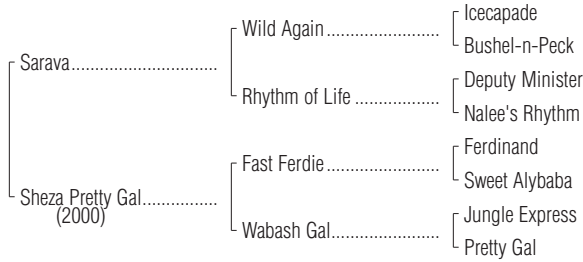 Icecapade
Wild Again
Bushel-n-Peck
Sarava
Deputy Minister
Rhythm of Life
Nalee's Rhythm
Ferdinand
Fast Ferdie
Sweet Alybaba
Sheza Pretty Gal
(2000)
Jungle Express
Wabash Gal
Pretty Gal